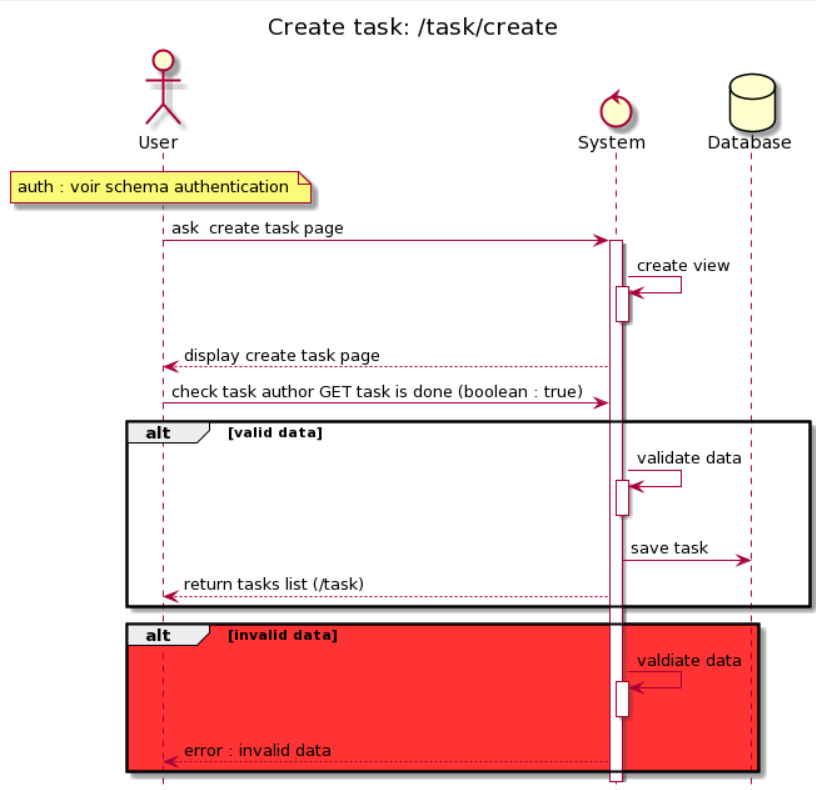 Create task: /task/create
User
System
Database
auth : voir schema authentication
ask  create task page
create view
display create task page
check task author GET task is done (boolean : true)
alt [valid data]
validate data
save task
return tasks list (/task)
alt [invalid data]
valdiate data
error : invalid data